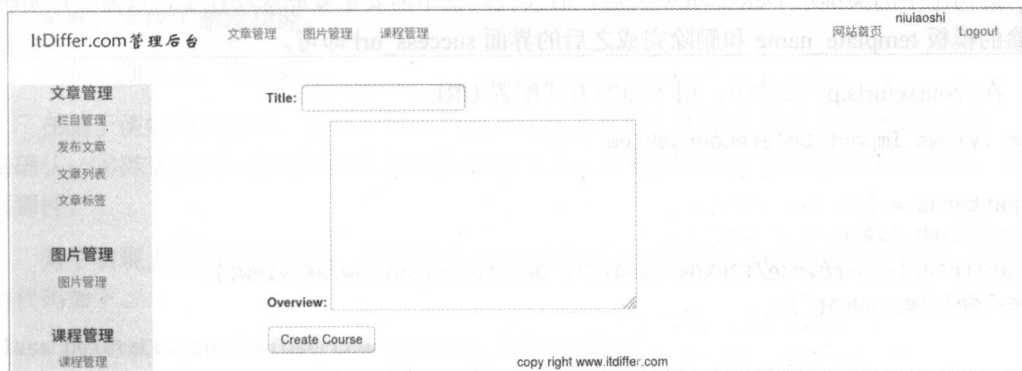 niulaoshi
ItDiffer.com管理后台 文章管理 图片管理 课程管理 网站首页 Logout
文章管理
栏目管理
发布文章
文章列表
文章标签
图片管理
图片管理
课程管理
课程管理
Title:
Overview:
Create Course
copy right www.itdiffer.com